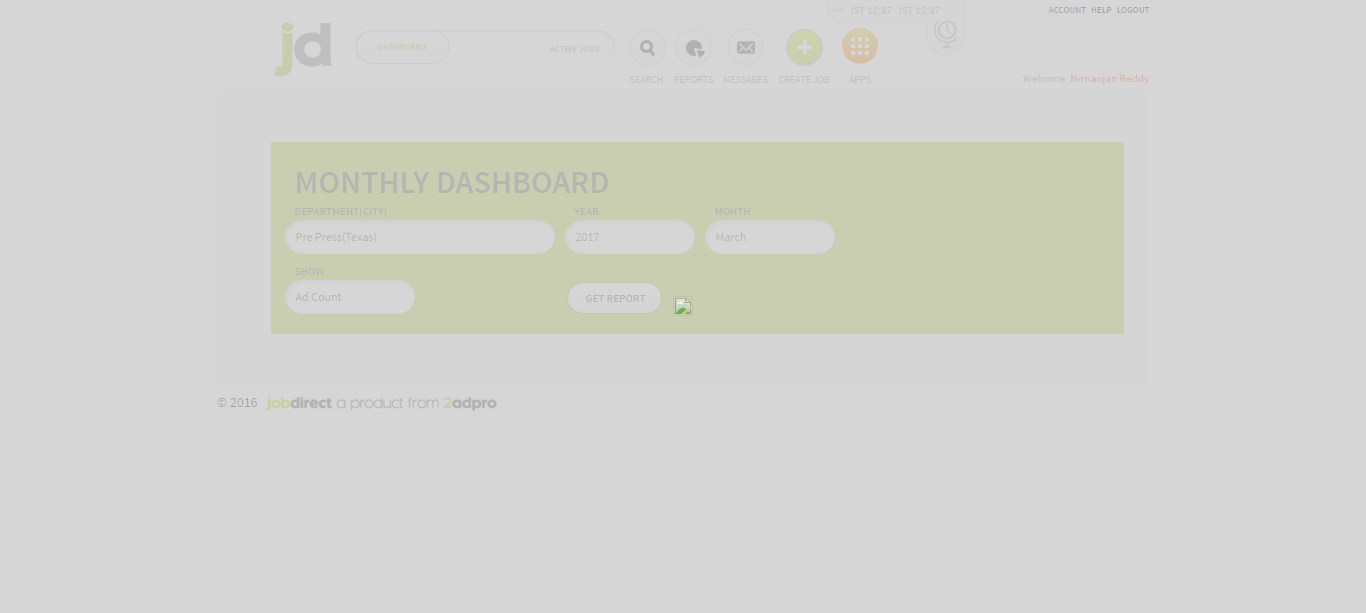 IST 12:37 IST 12:37
ACCOUNT HELP LOGOUT
jd
DASHBOARD
ACTIVE JOBS
SEARCH REPORTS MESSAGES CREATE JOB APPS
Welcome Nirnanjan Reddy
MONTHLY DASHBOARD
DEPARTMENT(CITY) YEAR MONTH
Pre Press(Texas) 2017 March
SHOW
Ad Count GET REPORT
© 2016 jobdirect a product from 2adpro